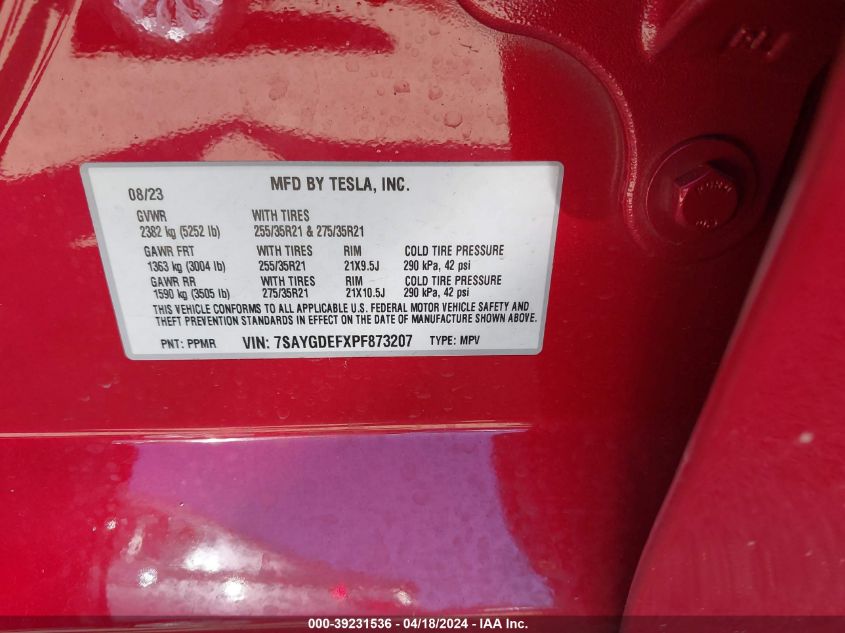 08/23 MFD BY TESLA, INC.
GVWR WITH TIRES
2382 kg (5252 lb) 255/35R21 & 275/35R21
GAWR FRT WITH TIRES RIM COLD TIRE PRESSURE
1363 kg (3004 lb) 255/35R21 21X9.5J 290 kPa, 42 psi
GAWR RR WITH TIRES RIM COLD TIRE PRESSURE
1590 kg (3505 lb) 275/35R21 21X10.5J 290 kPa, 42 psi
THIS VEHICLE CONFORMS TO ALL APPLICABLE U.S. FEDERAL MOTOR VEHICLE SAFETY AND
THEFT PREVENTION STANDARDS IN EFFECT ON THE DATE OF MANUFACTURE SHOWN ABOVE.
PNT: PPMR VIN: 7SAYGDEFXPF873207 TYPE: MPV
000-39231536 - 04/18/2024 - IAA Inc.